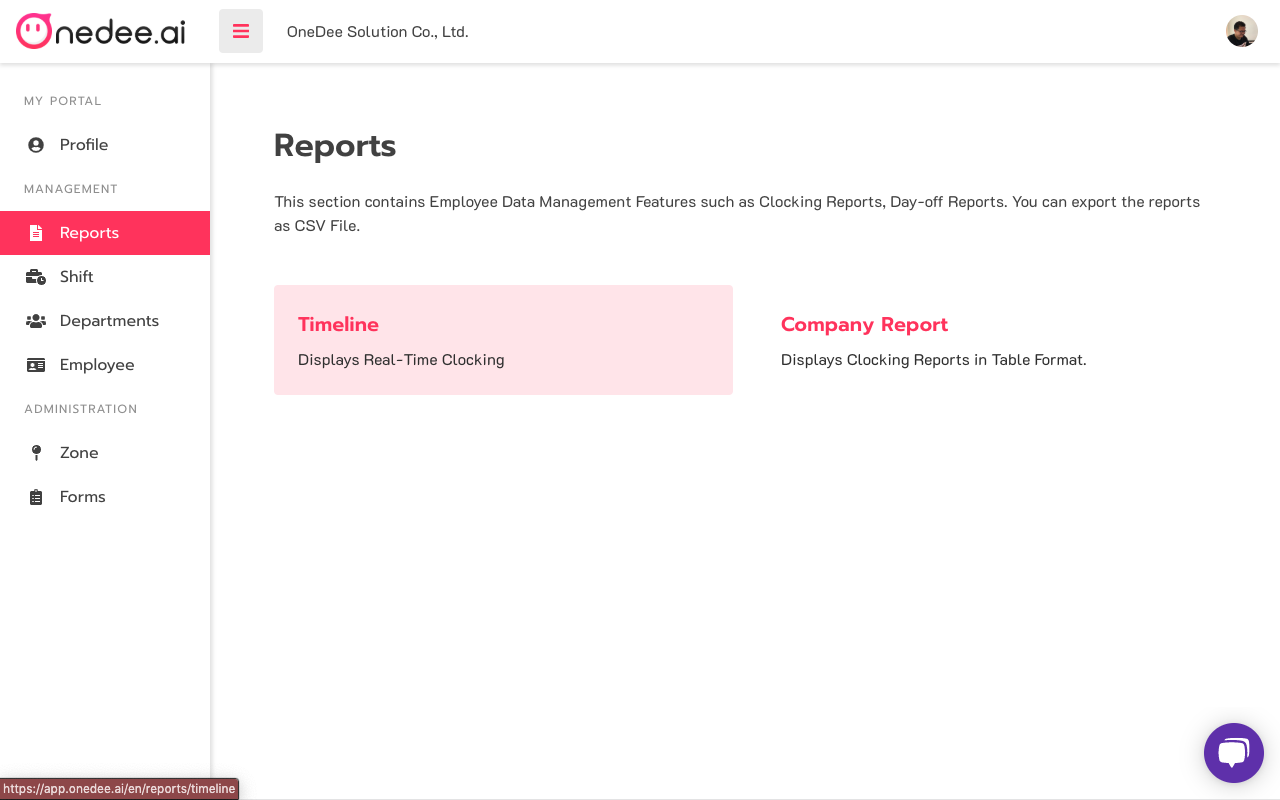 Onedee.ai
OneDee Solution Co., Ltd.
MY PORTAL
Profile
MANAGEMENT
Reports
Shift
Departments
Employee
ADMINISTRATION
Zone
Forms
Reports
This section contains Employee Data Management Features such as Clocking Reports, Day-off Reports. You can export the reports
as CSV File.
Timeline
Displays Real-Time Clocking
Company Report
Displays Clocking Reports in Table Format.
https://app.onedee.ai/en/reports/timeline